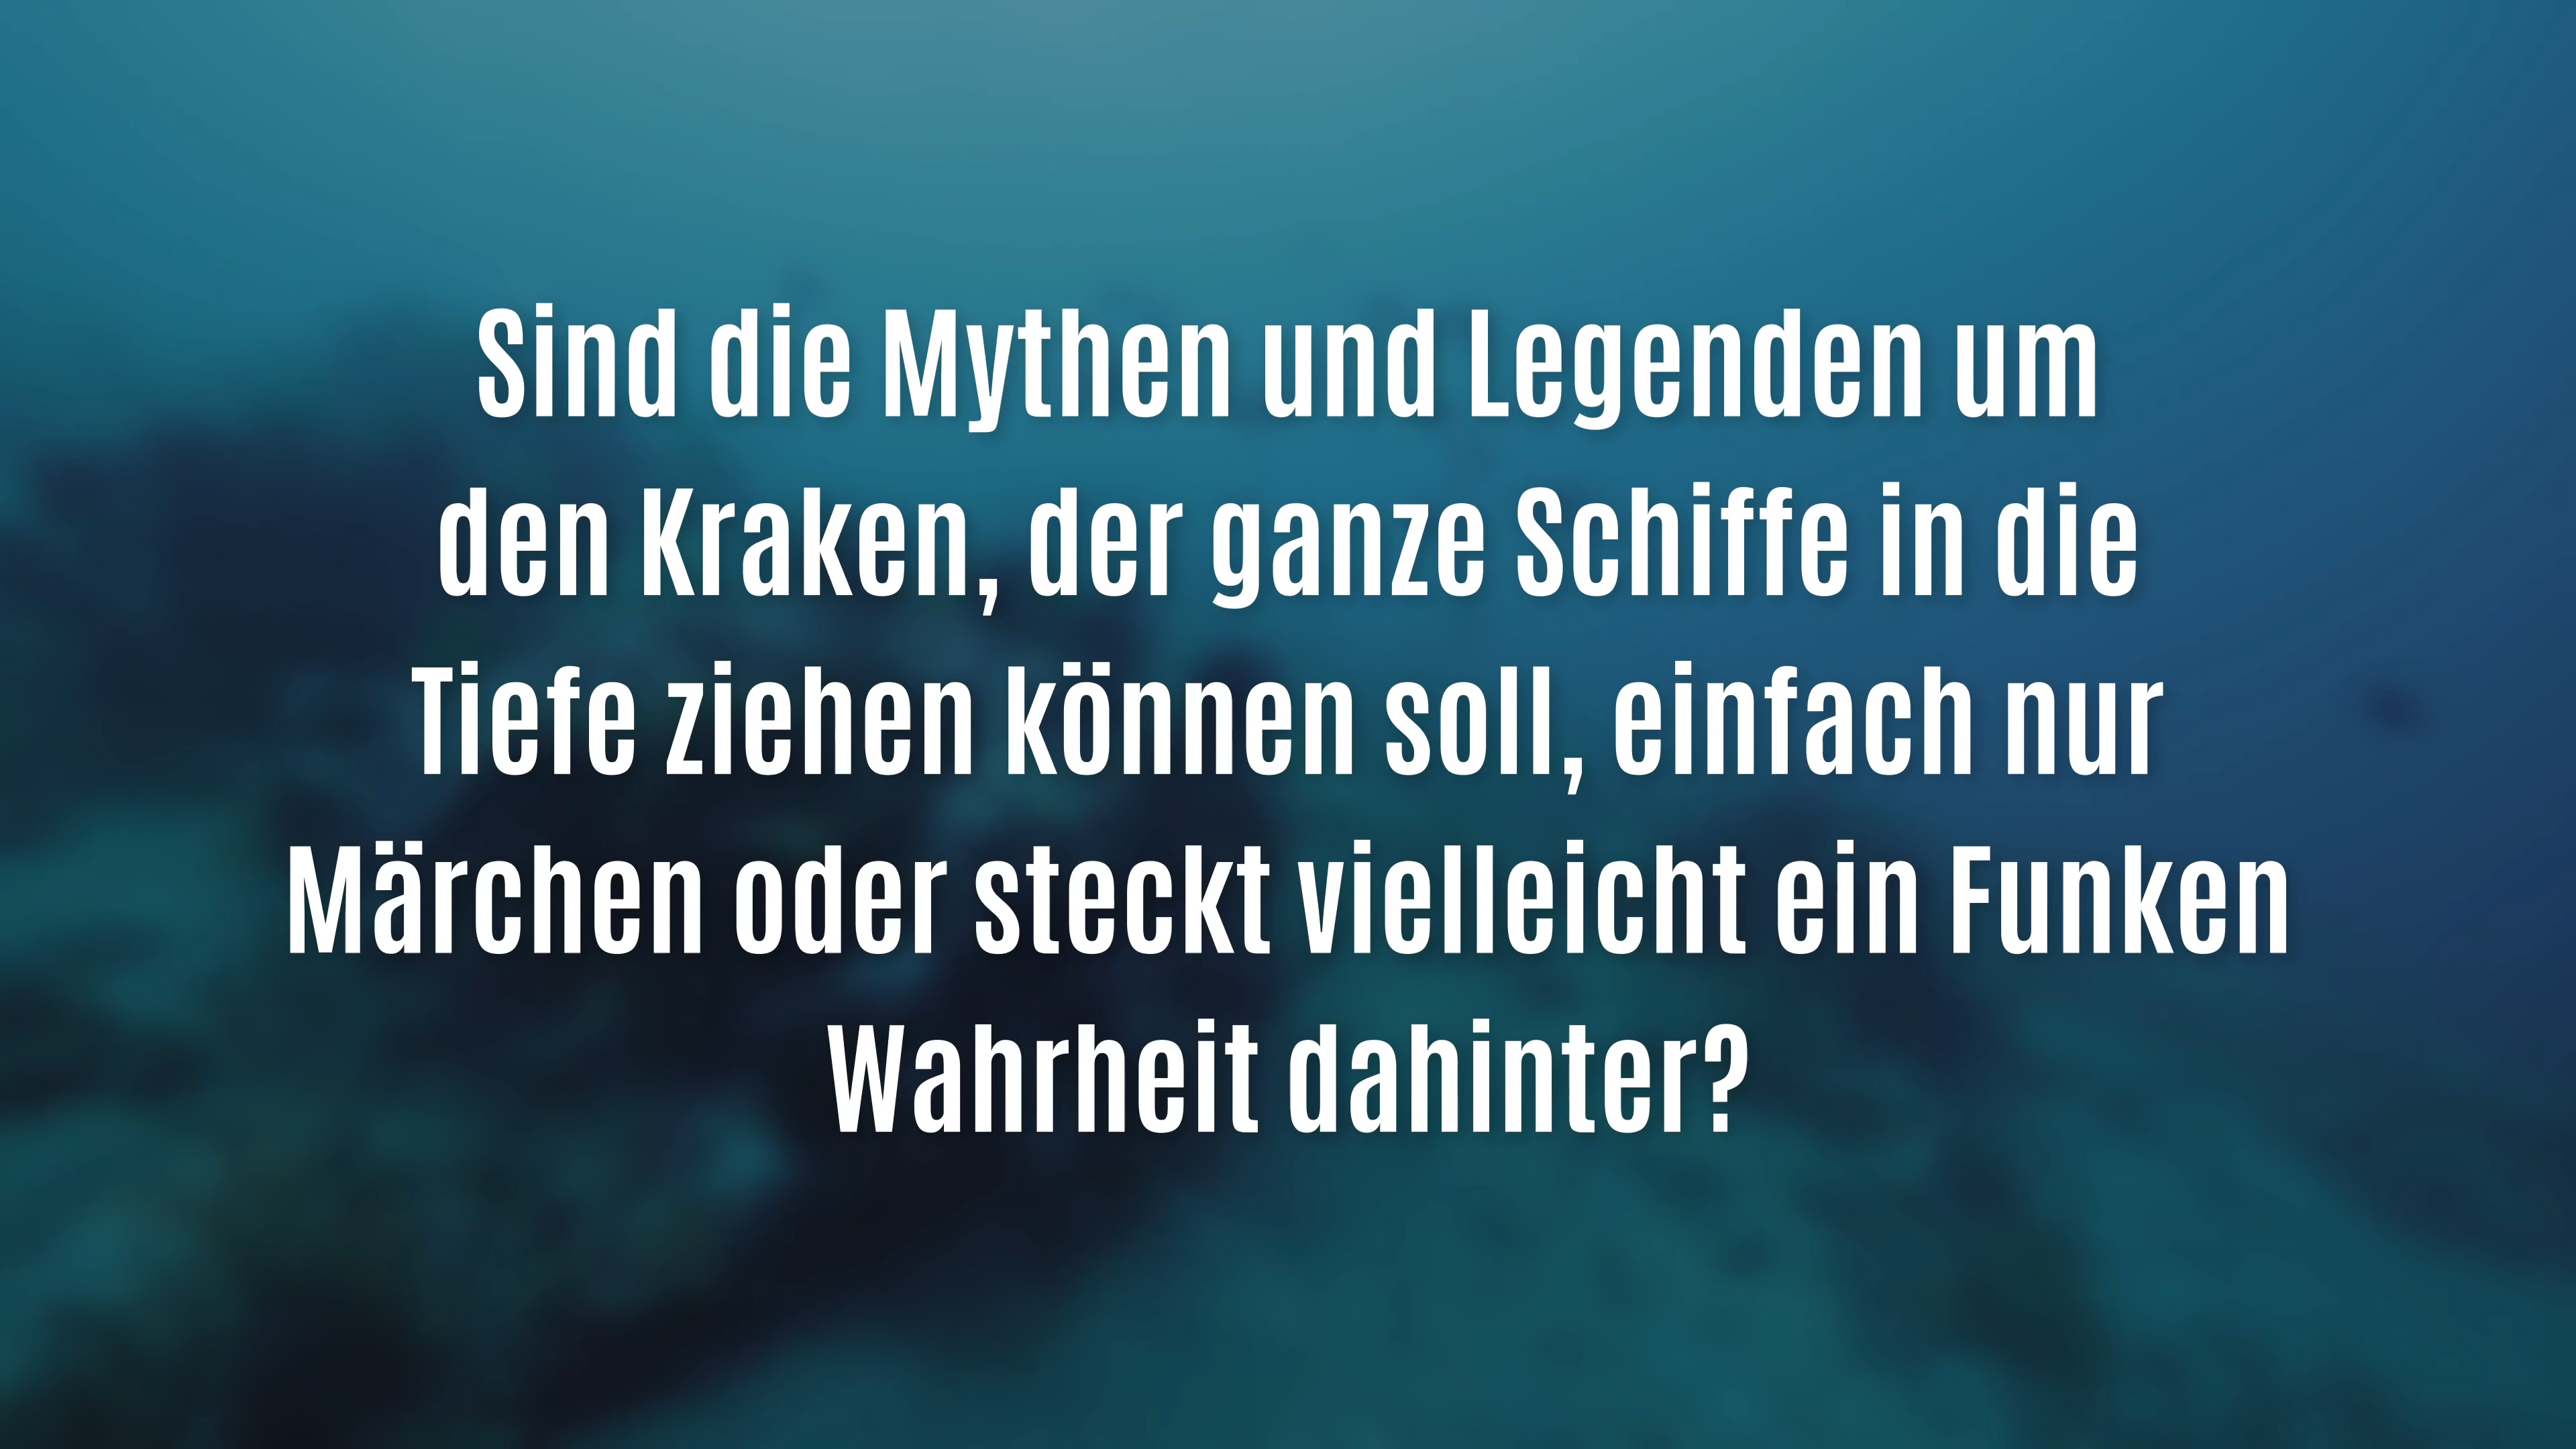 Sind die Mythen und Legenden um
den Kraken, der ganze Schiffe in die
Tiefe ziehen können soll, einfach nur
Märchen oder steckt vielleicht ein Funken
Wahrheit dahinter?